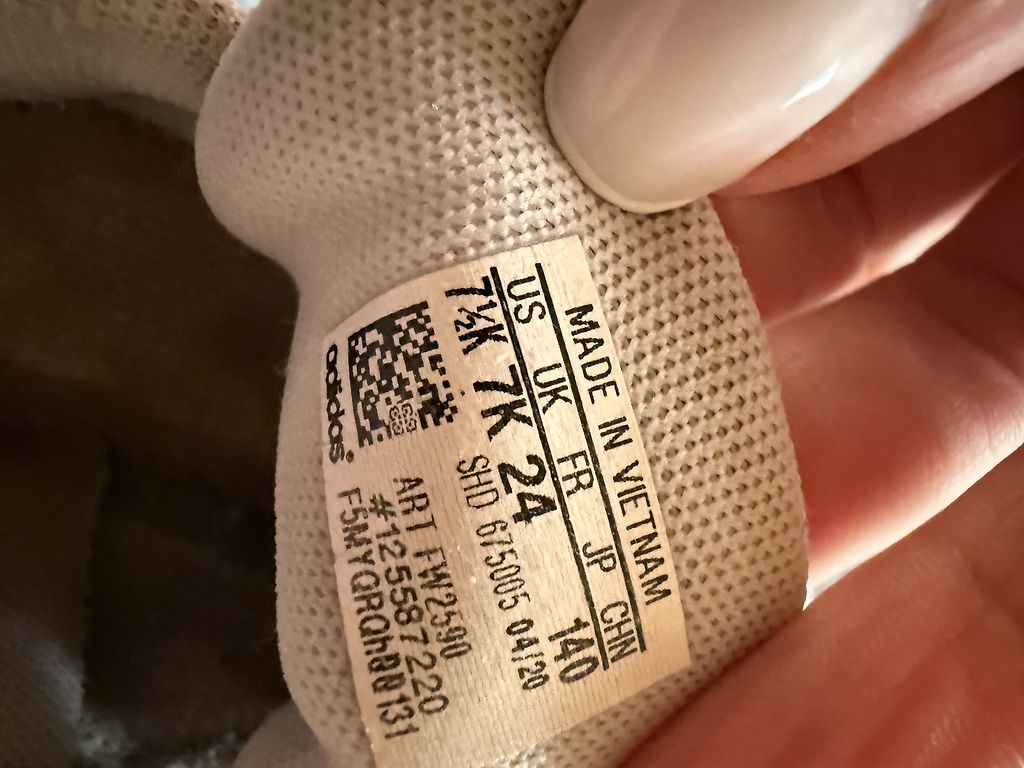 MADE IN VIETNAM
US UK FR JP CHN
7½K 7K 24 140
SHD 675005 04/20
ART FW2590
#125587220
adidas